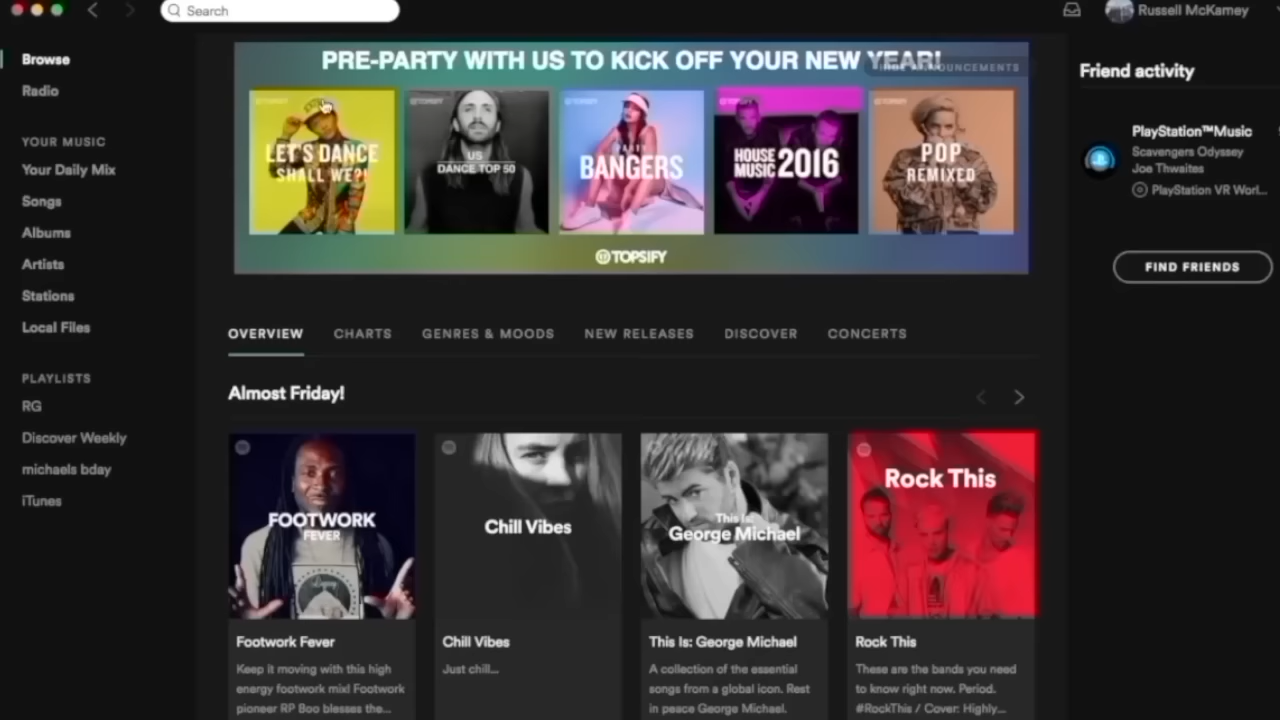 Search
Russell McKamey
Browse
Radio
YOUR MUSIC
Your Daily Mix
Songs
Albums
Artists
Stations
Local Files
PLAYLISTS
RG
Discover Weekly
michaels bday
iTunes
PRE-PARTY WITH US TO KICK OFF YOUR NEW YEAR!
HIDE ANNOUNCEMENTS
LET'S DANCE
SHALL WE?!
US
DANCE TOP 50
PARTY
BANGERS
HOUSE
MUSIC 2016
POP
REMIXED
TOPSIFY
OVERVIEW
CHARTS
GENRES & MOODS
NEW RELEASES
DISCOVER
CONCERTS
Almost Friday!
FOOTWORK
FEVER
Chill Vibes
This Is:
George Michael
Rock This
Footwork Fever
Keep it moving with this high
energy footwork mix! Footwork
pioneer RP Boo blesses the...
Chill Vibes
Just chill...
This Is: George Michael
A collection of the essential
songs from a global icon. Rest
in peace George Michael.
Rock This
These are the bands you need
to know right now. Period.
#RockThis / Cover: Highly...
Friend activity
PlayStation™Music
Scavengers Odyssey
Joe Thwaites
PlayStation VR Worl...
FIND FRIENDS